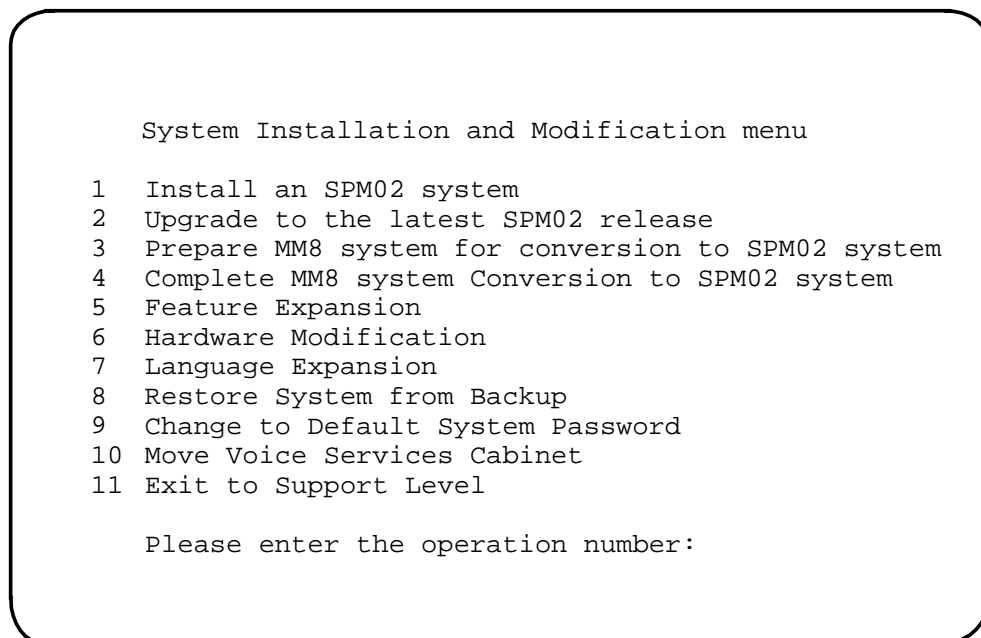 System Installation and Modification menu
1 Install an SPM02 system
2 Upgrade to the latest SPM02 release
3 Prepare MM8 system for conversion to SPM02 system
4 Complete MM8 system Conversion to SPM02 system
5 Feature Expansion
6 Hardware Modification
7 Language Expansion
8 Restore System from Backup
9 Change to Default System Password
10 Move Voice Services Cabinet
11 Exit to Support Level
Please enter the operation number: